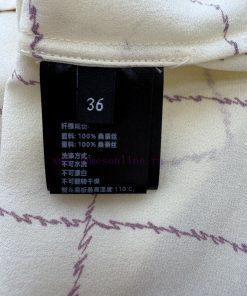 36
纤维成份:
面料: 100% 桑蚕丝
里料: 100% 桑蚕丝
洗涤方式:
不可水洗
不可漂白
不可翻转干燥
熨斗底板最高温度 110℃,